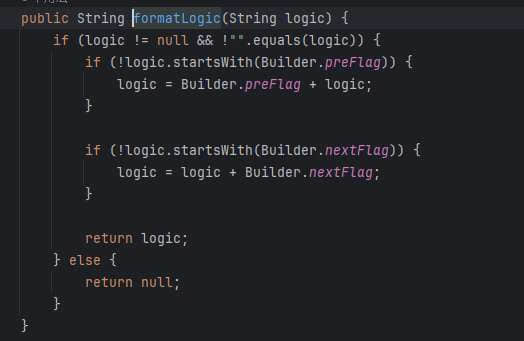 public String formatLogic(String logic) {
    if (logic != null && !"".equals(logic)) {
        if (!logic.startsWith(Builder.preFlag)) {
            logic = Builder.preFlag + logic;
        }
        if (!logic.startsWith(Builder.nextFlag)) {
            logic = logic + Builder.nextFlag;
        }
        return logic;
    } else {
        return null;
    }
}